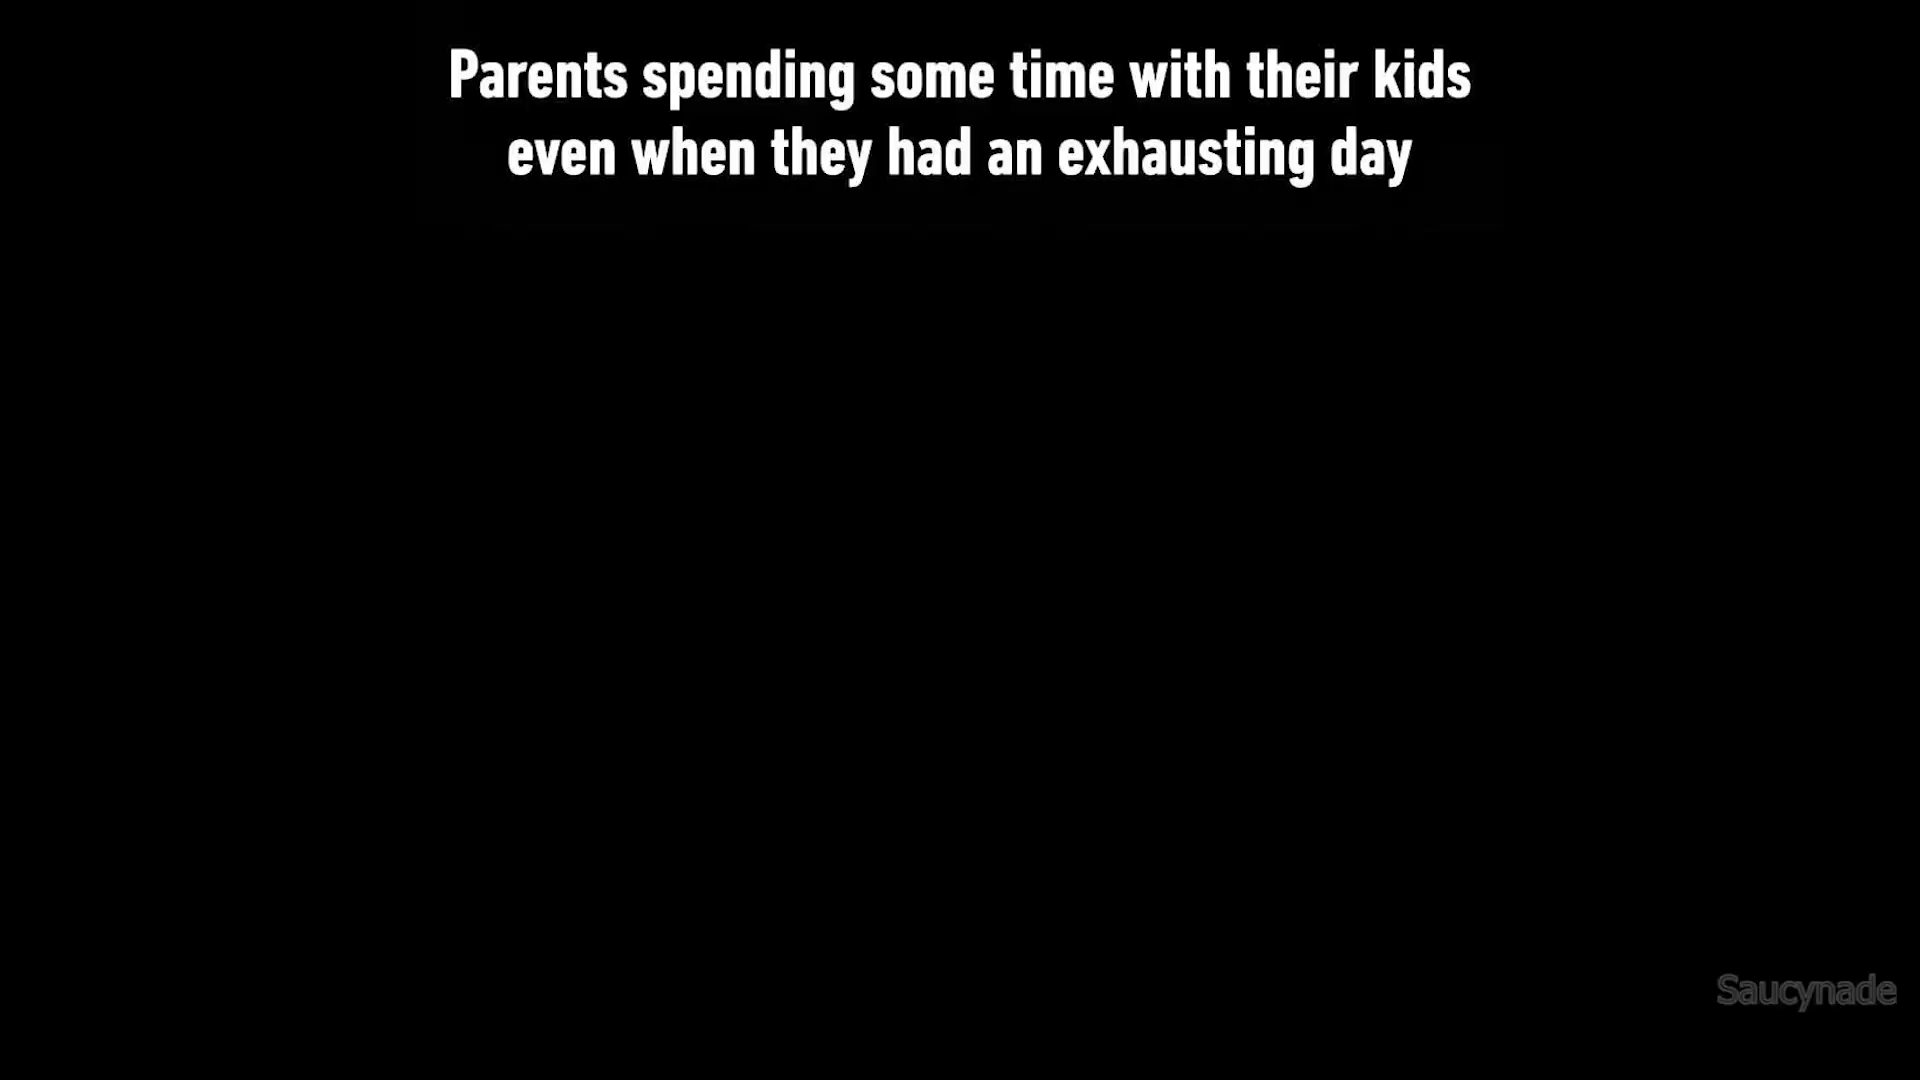 Parents spending some time with their kids
even when they had an exhausting day
Saucynade